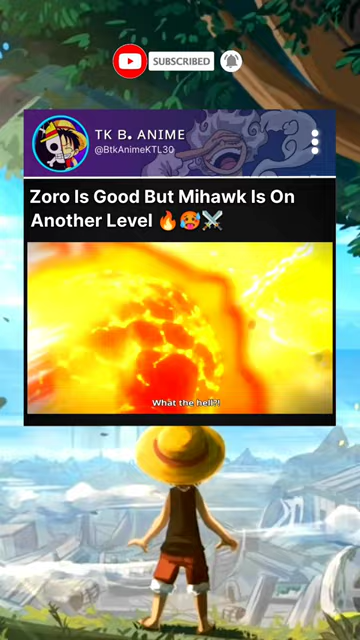 SUBSCRIBED
TK B. ANIME
@BtkAnimeKTL30
Zoro Is Good But Mihawk Is On
Another Level 🔥🥵⚔️
What the hell?!